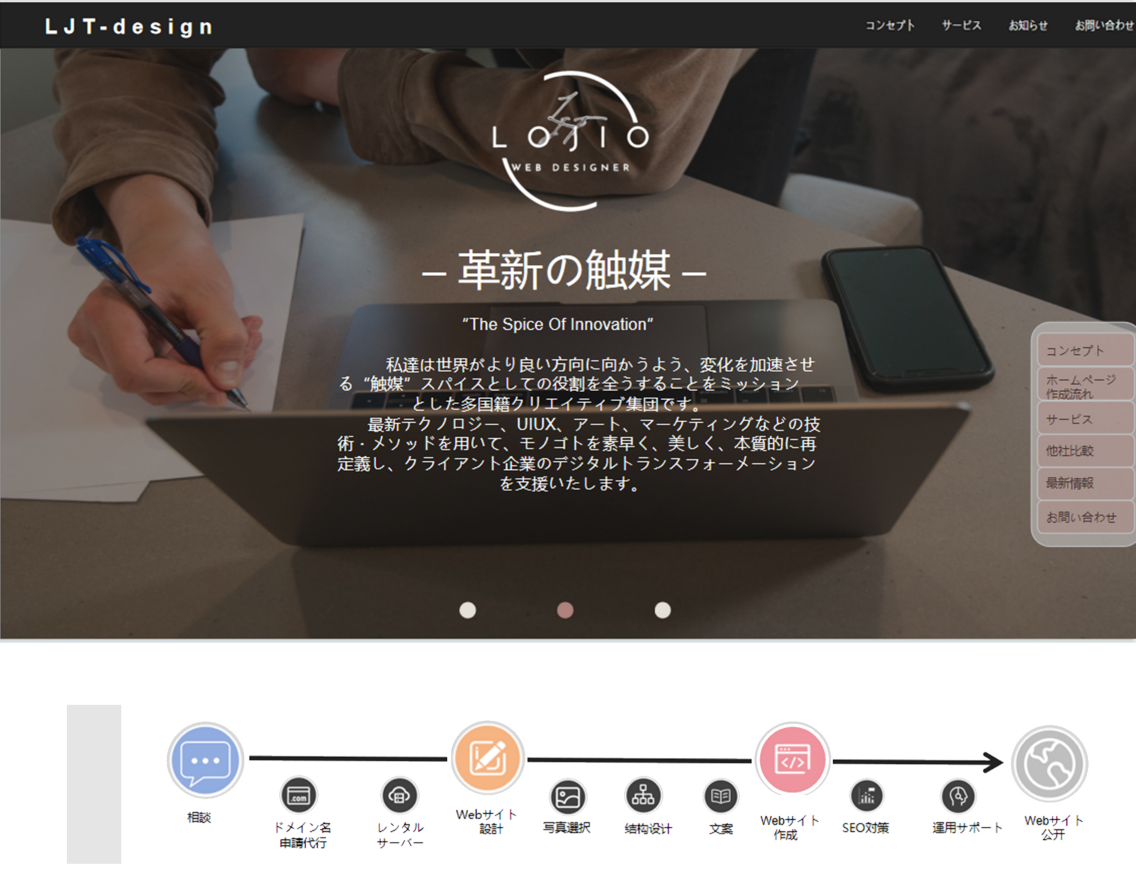 LJT-design
コンセプト サービス お知らせ お問い合わせ
LOJIO
WEB DESIGNER
– 革新の触媒 –
“The Spice Of Innovation“
私達は世界がより良い方向に向かうよう、変化を加速させ
る“触媒”スパイスとしての役割を全うすることをミッション
とした多国籍クリエイティブ集団です。
最新テクノロジー、UIUX、アート、マーケティングなどの技
術・メソッドを用いて、モノゴトを素早く、美しく、本質的に再
定義し、クライアント企業のデジタルトランスフォーメーション
を支援いたします。
コンセプト
ホームページ
作成流れ
サービス
他社比較
最新情報
お問い合わせ
相談
.com
ドメイン名
申請代行
レンタル
サーバー
Webサイト
設計
写真選択
结构设计
文案
Webサイト
作成
SEO対策
運用サポート
Webサイト
公開